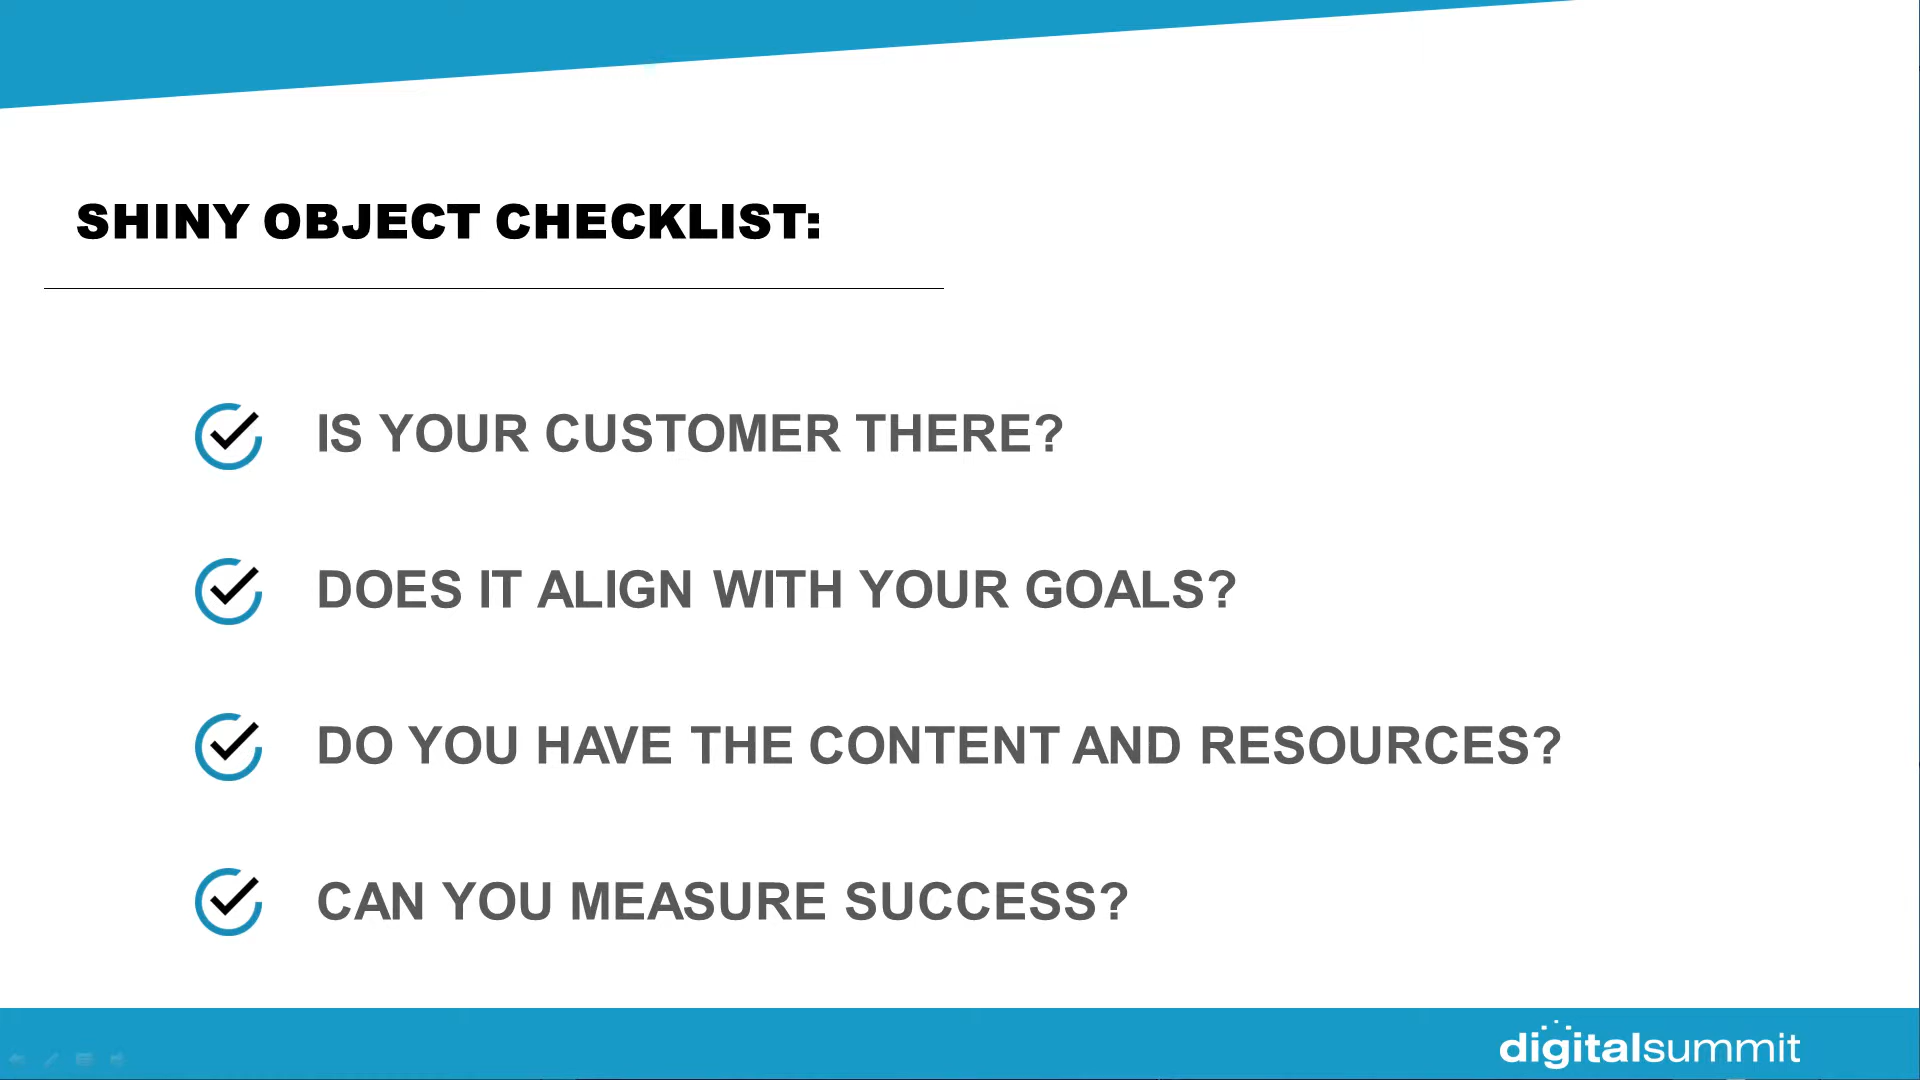 SHINY OBJECT CHECKLIST:
IS YOUR CUSTOMER THERE?
DOES IT ALIGN WITH YOUR GOALS?
DO YOU HAVE THE CONTENT AND RESOURCES?
CAN YOU MEASURE SUCCESS?
digitalsummit